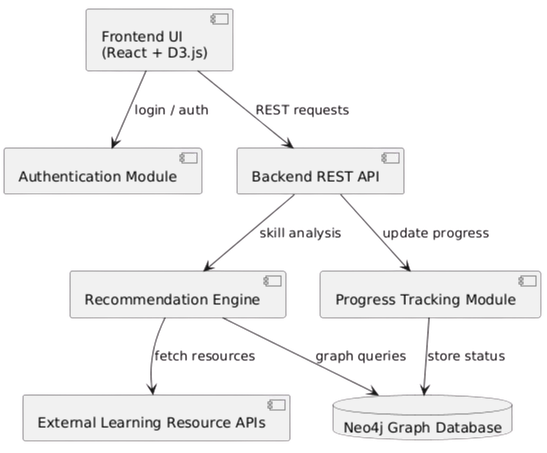 Frontend UI
(React + D3.js)
login / auth
REST requests
Authentication Module
Backend REST API
skill analysis
update progress
Recommendation Engine
Progress Tracking Module
fetch resources
graph queries
store status
External Learning Resource APIs
Neo4j Graph Database